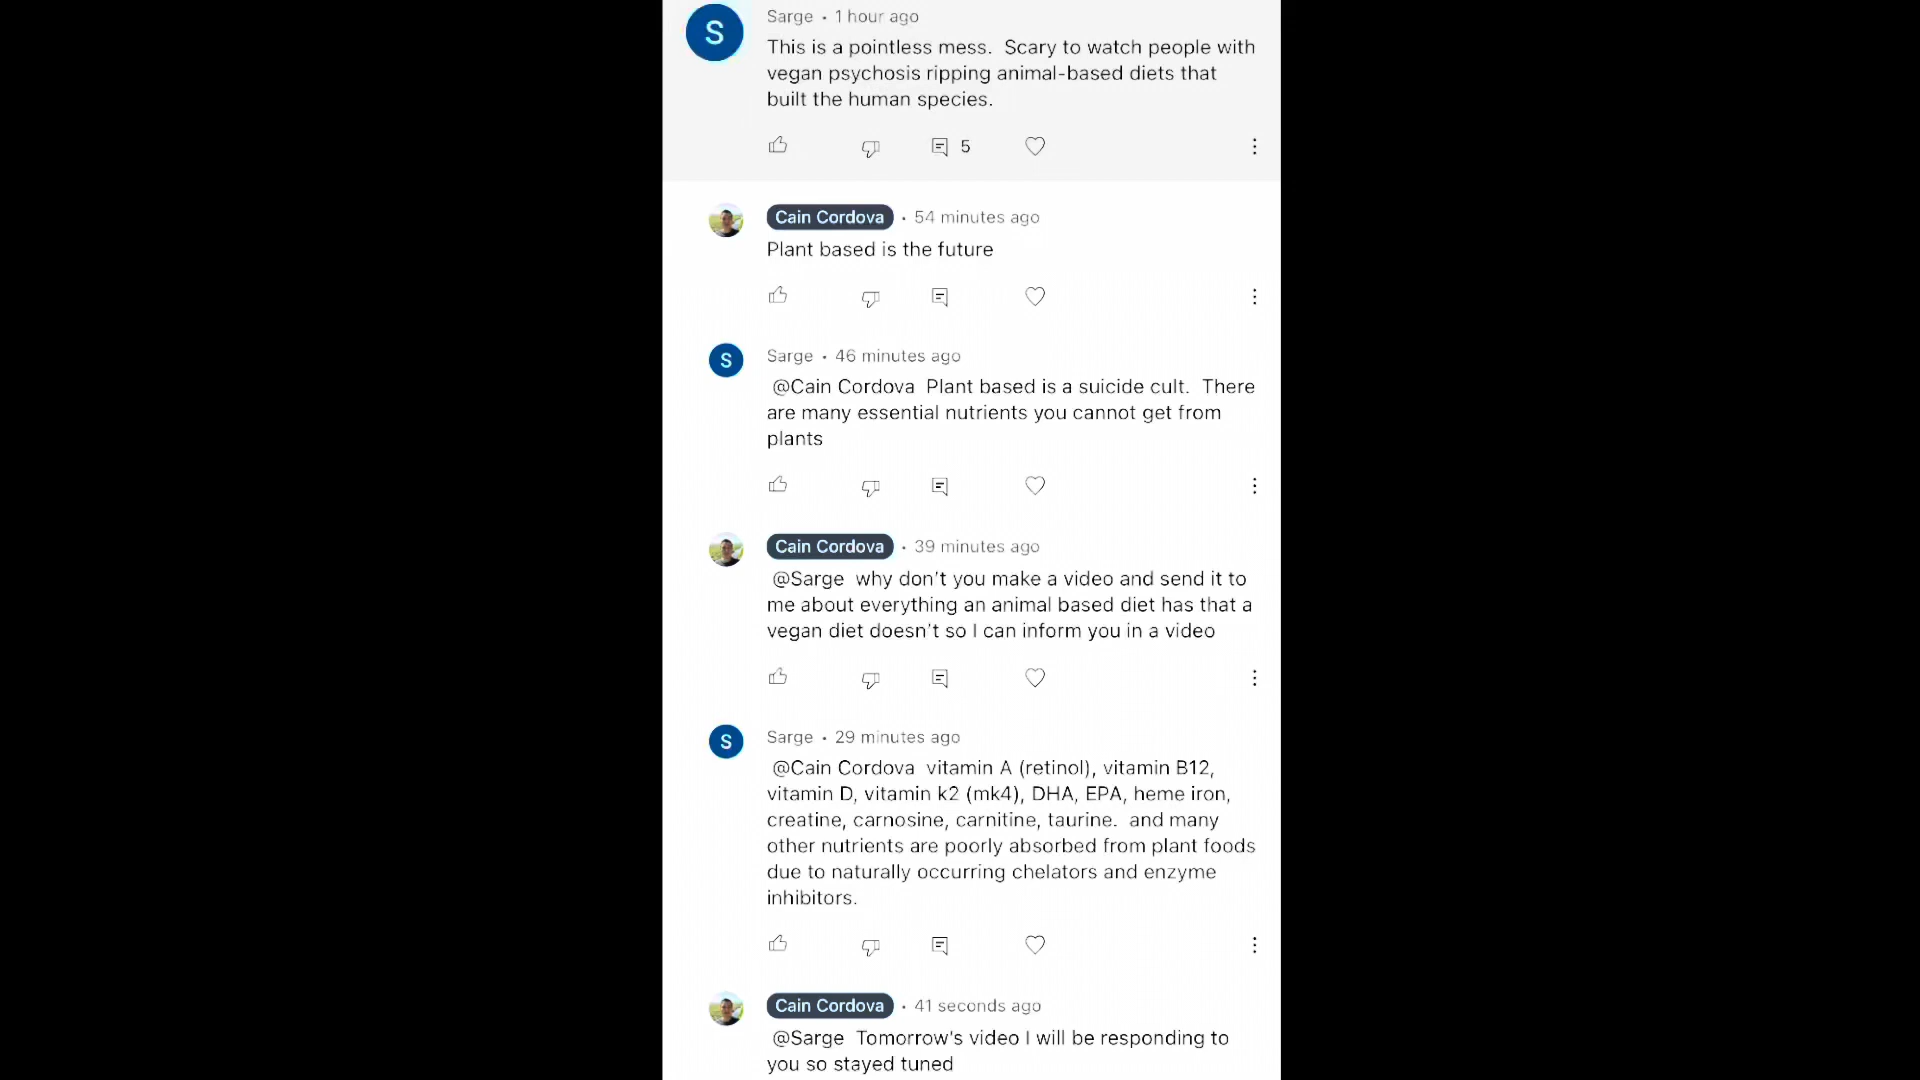 S
Sarge • 1 hour ago
This is a pointless mess.  Scary to watch people with
vegan psychosis ripping animal-based diets that
built the human species.
5
Cain Cordova • 54 minutes ago
Plant based is the future
S
Sarge • 46 minutes ago
@Cain Cordova  Plant based is a suicide cult.  There
are many essential nutrients you cannot get from
plants
Cain Cordova • 39 minutes ago
@Sarge  why don't you make a video and send it to
me about everything an animal based diet has that a
vegan diet doesn't so I can inform you in a video
S
Sarge • 29 minutes ago
@Cain Cordova  vitamin A (retinol), vitamin B12,
vitamin D, vitamin k2 (mk4), DHA, EPA, heme iron,
creatine, carnosine, carnitine, taurine.  and many
other nutrients are poorly absorbed from plant foods
due to naturally occurring chelators and enzyme
inhibitors.
Cain Cordova • 41 seconds ago
@Sarge  Tomorrow's video I will be responding to
you so stayed tuned